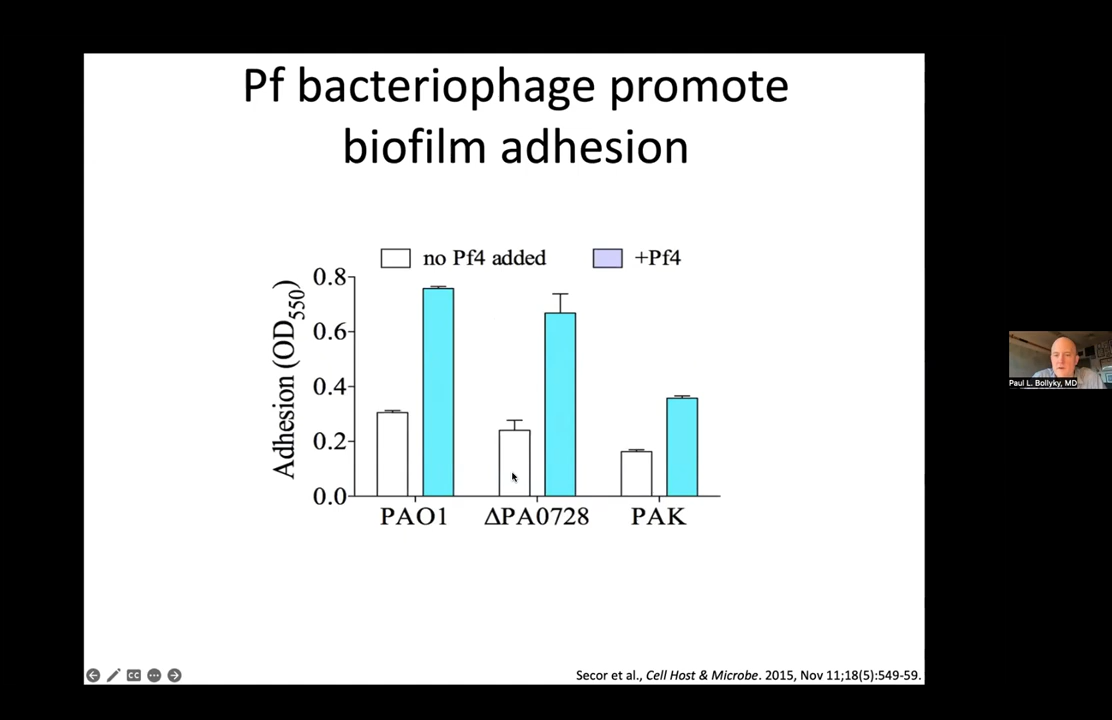 Pf bacteriophage promote
biofilm adhesion
no Pf4 added
+Pf4
Adhesion (OD550)
0.8
0.6
0.4
0.2
0.0
PAO1
ΔPA0728
PAK
Paul L. Bollyky, MD
CC
Secor et al., Cell Host & Microbe. 2015, Nov 11;18(5):549-59.